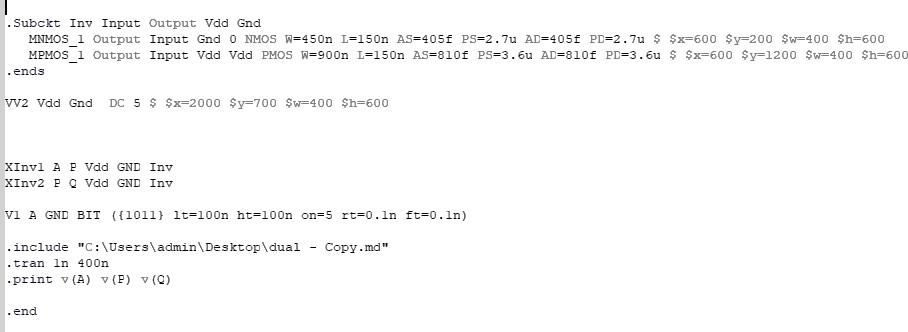 .Subckt Inv Input Output Vdd Gnd
MNMOS_1 Output Input Gnd 0 NMOS W=450n L=150n AS=405f PS=2.7u AD=405f PD=2.7u $ $x=600 $y=200 $w=400 $h=600
MPMOS_1 Output Input Vdd Vdd PMOS W=900n L=150n AS=810f PS=3.6u AD=810f PD=3.6u $ $x=600 $y=1200 $w=400 $h=600
.ends
VV2 Vdd Gnd DC 5 $ $x=2000 $y=700 $w=400 $h=600
XInv1 A P Vdd GND Inv
XInv2 P Q Vdd GND Inv
V1 A GND BIT ({1011} lt=100n ht=100n on=5 rt=0.1n ft=0.1n)
.include "C:\Users\admin\Desktop\dual - Copy.md"
.tran 1n 400n
.print v(A) v(P) v(Q)
.end